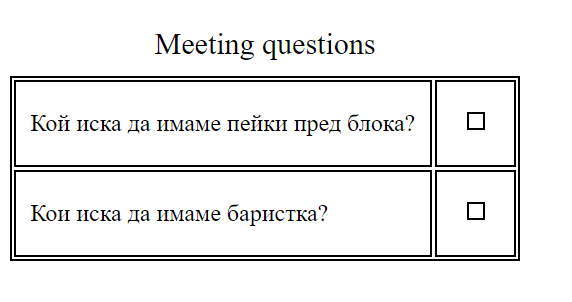 Meeting questions
Кой иска да имаме пейки пред блока?
Кои иска да имаме баристка?